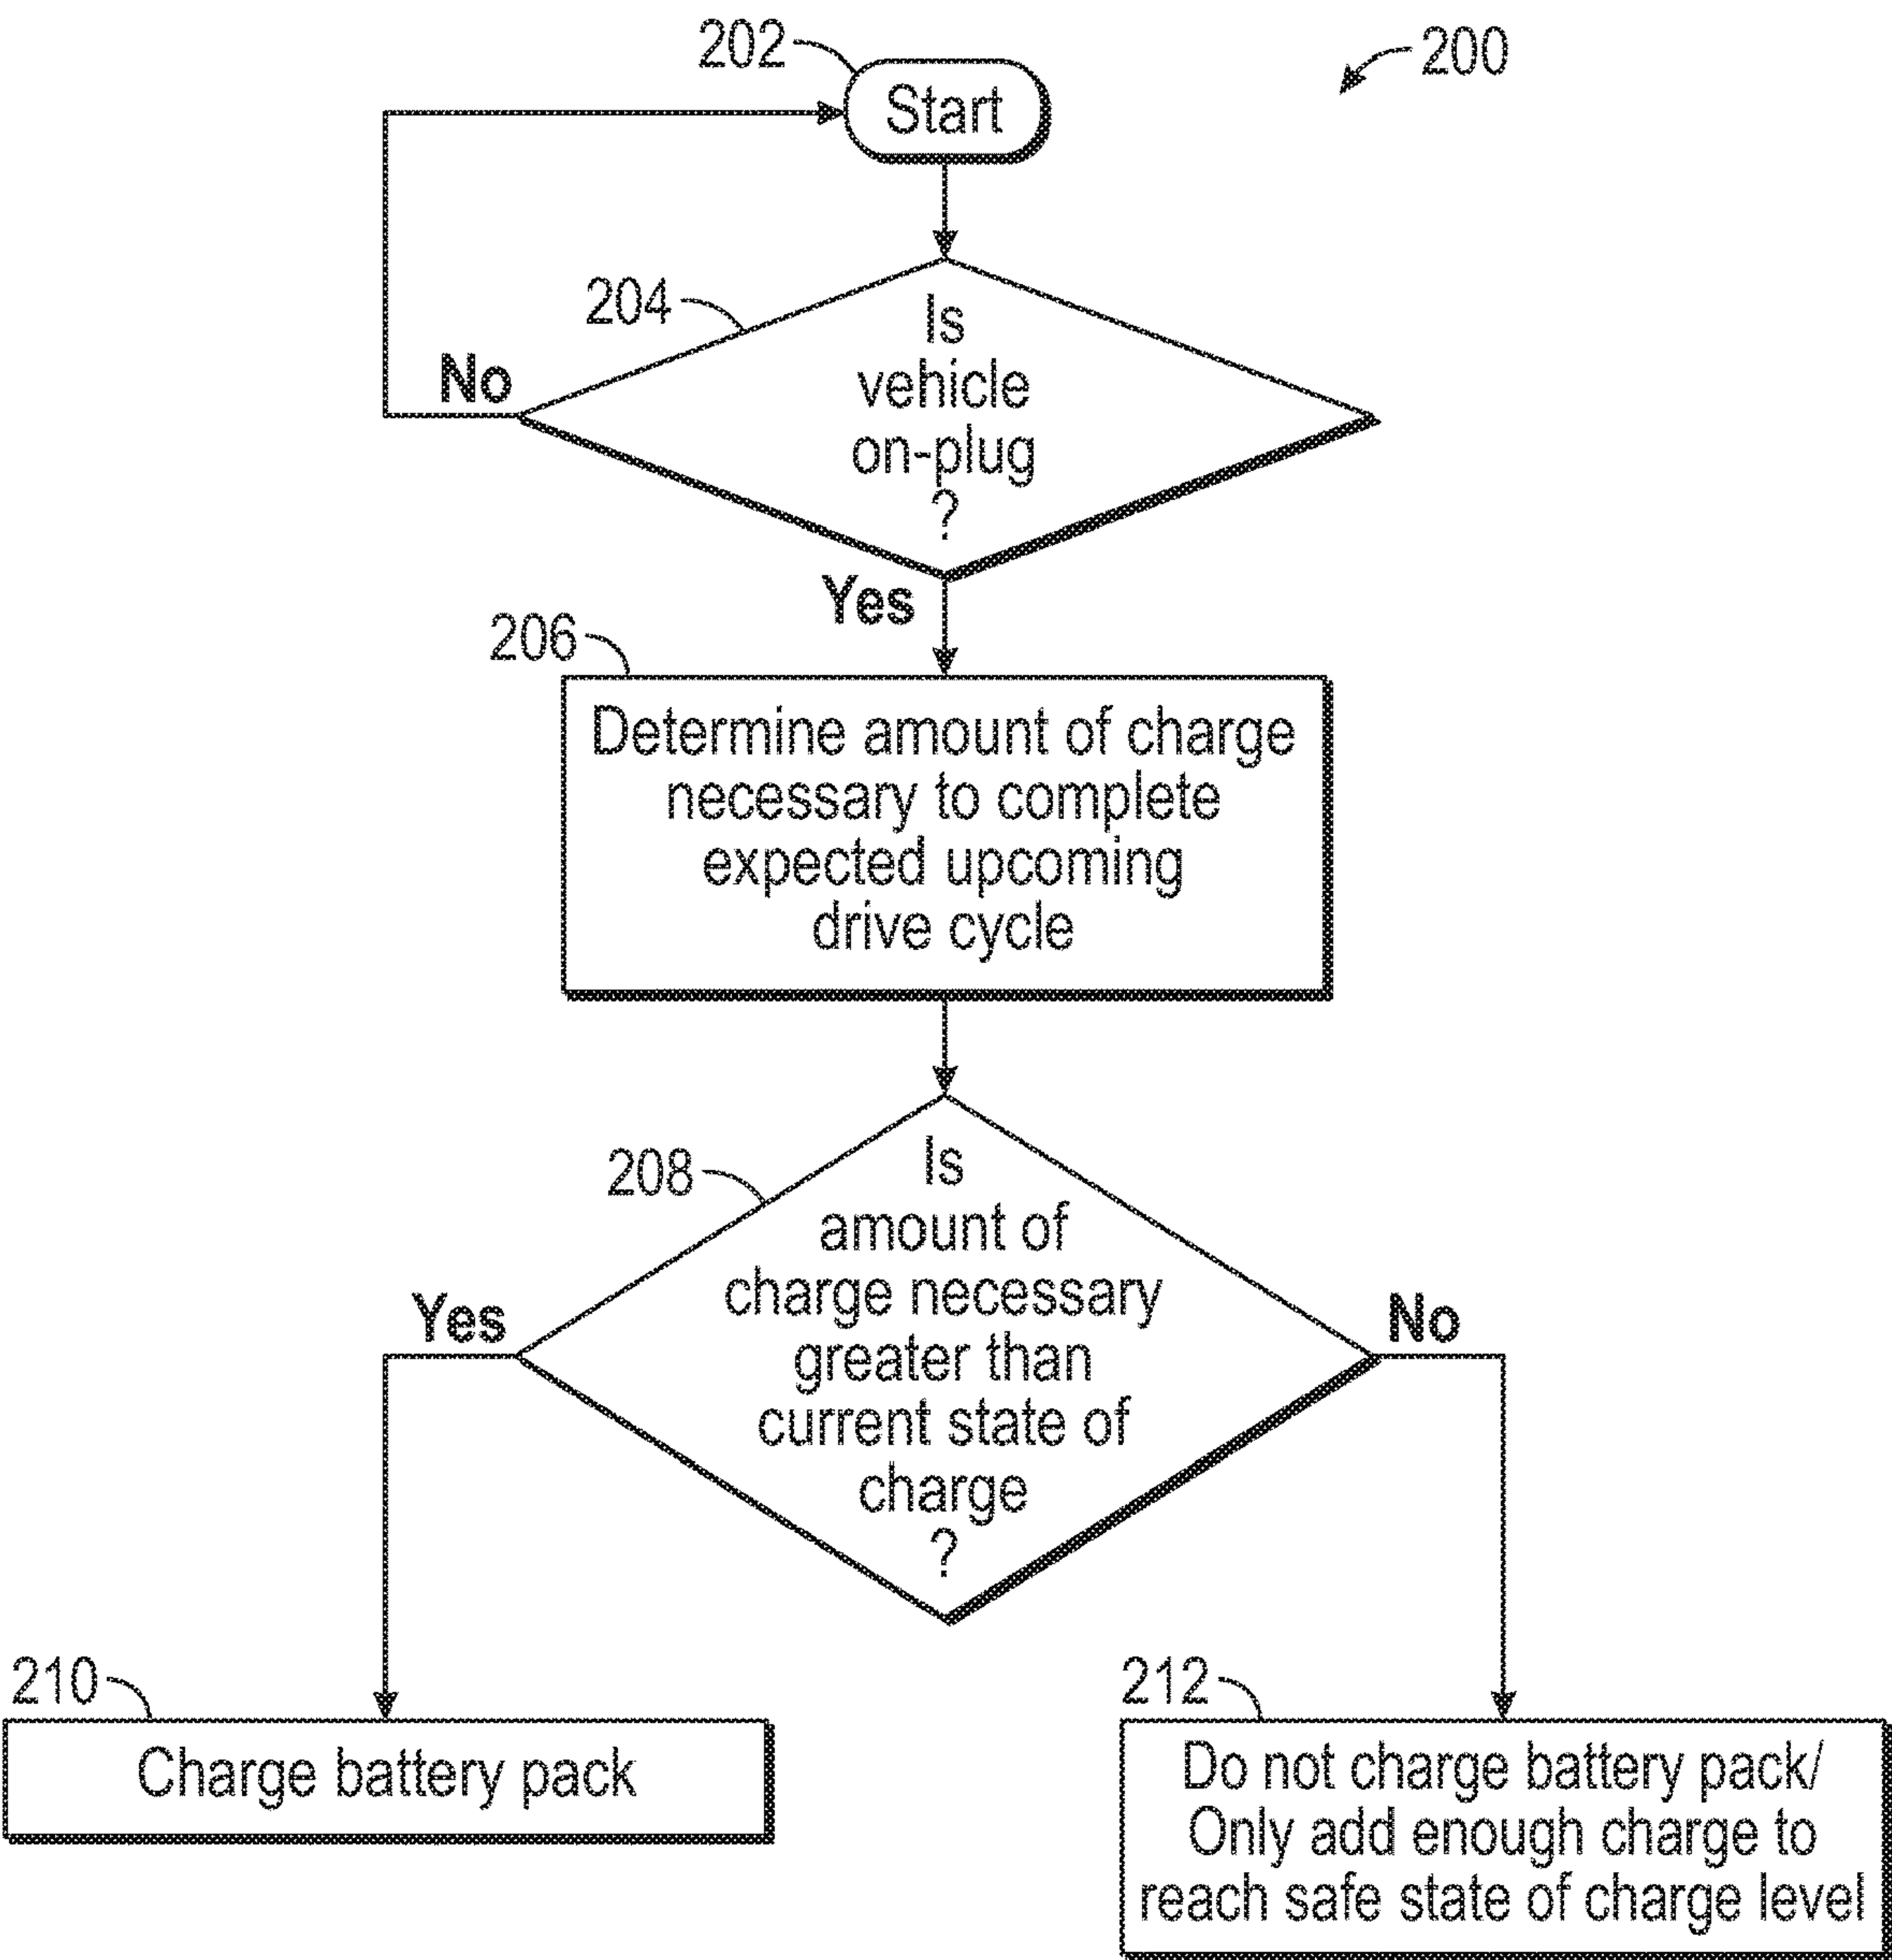 202
Start
200
204
Is
vehicle
on-plug
?
No
Yes
206
Determine amount of charge
necessary to complete
expected upcoming
drive cycle
208
Is
amount of
charge necessary
greater than
current state of
charge
?
Yes
No
210
Charge battery pack
212
Do not charge battery pack/
Only add enough charge to
reach safe state of charge level